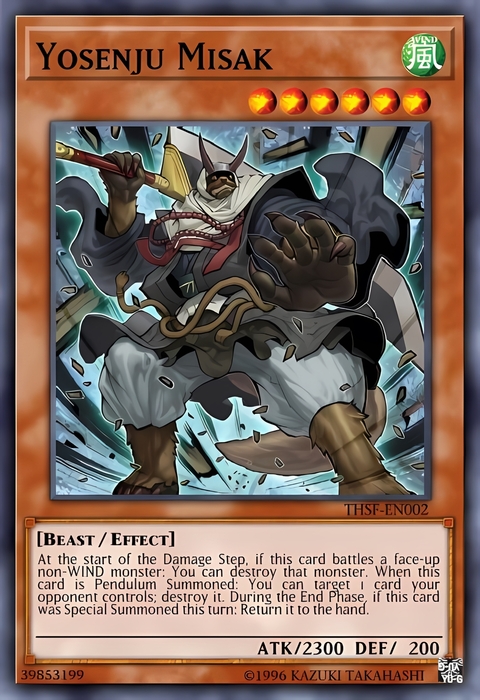 YOSENJU MISAK
WIND
風
THSF-EN002
[BEAST / EFFECT]
At the start of the Damage Step, if this card battles a face-up
non-WIND monster: You can destroy that monster. When this
card is Pendulum Summoned: You can target 1 card your
opponent controls; destroy it. During the End Phase, if this card
was Special Summoned this turn: Return it to the hand.
ATK/2300 DEF/ 200
39853199
©1996 KAZUKI TAKAHASHI